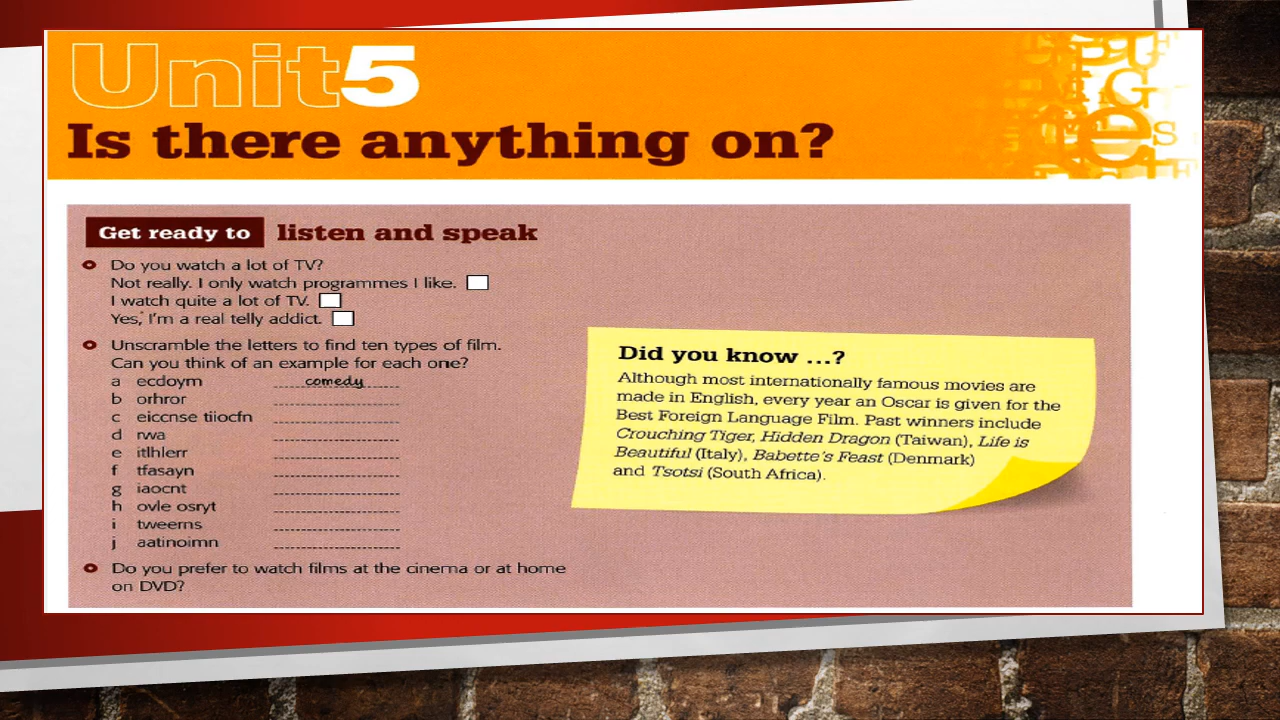 Unit5
Is there anything on?
Get ready to listen and speak
Do you watch a lot of TV?
Not really. I only watch programmes I like.
I watch quite a lot of TV.
Yes, I'm a real telly addict.
Unscramble the letters to find ten types of film.
Can you think of an example for each one?
a ecdoym comedy
b orhror
c eiccnse tiiocfn
d rwa
e itlhlerr
f tfasayn
g iaocnt
h ovle osryt
i tweerns
j aatinoimn
Do you prefer to watch films at the cinema or at home
on DVD?
Did you know ...?
Although most internationally famous movies are
made in English, every year an Oscar is given for the
Best Foreign Language Film. Past winners include
Crouching Tiger, Hidden Dragon (Taiwan), Life is
Beautiful (Italy), Babette's Feast (Denmark)
and Tsotsi (South Africa).